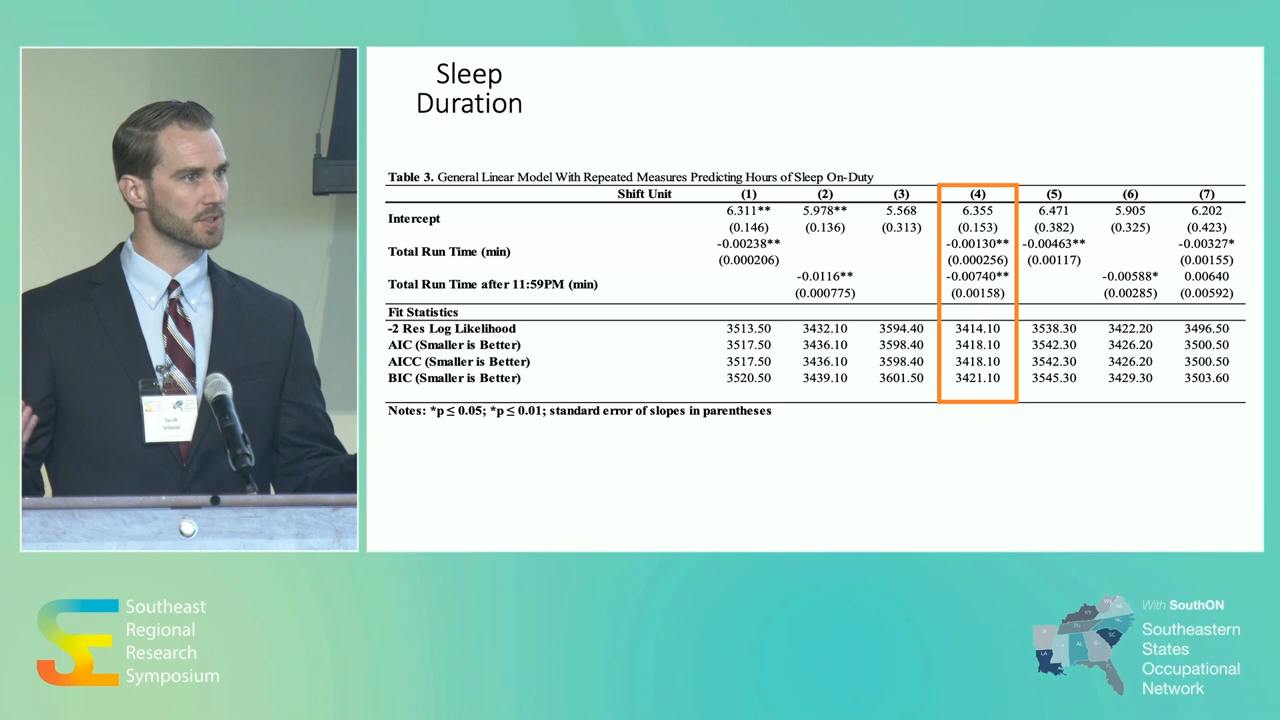 Sleep
Duration
Table 3. General Linear Model With Repeated Measures Predicting Hours of Sleep On-Duty
Shift Unit (1) (2) (3) (4) (5) (6) (7)
Intercept 6.311** 5.978** 5.568 6.355 6.471 5.905 6.202
(0.146) (0.136) (0.313) (0.153) (0.382) (0.325) (0.423)
Total Run Time (min) -0.00238** -0.00130** -0.00463** -0.00327*
(0.000206) (0.000256) (0.00117) (0.00155)
Total Run Time after 11:59PM (min) -0.0116** -0.00740** -0.00588* 0.00640
(0.000775) (0.00158) (0.00285) (0.00592)
Fit Statistics
-2 Res Log Likelihood 3513.50 3432.10 3594.40 3414.10 3538.30 3422.20 3496.50
AIC (Smaller is Better) 3517.50 3436.10 3598.40 3418.10 3542.30 3426.20 3500.50
AICC (Smaller is Better) 3517.50 3436.10 3598.40 3418.10 3542.30 3426.20 3500.50
BIC (Smaller is Better) 3520.50 3439.10 3601.50 3421.10 3545.30 3429.30 3503.60
Notes: *p ≤ 0.05; *p ≤ 0.01; standard error of slopes in parentheses
Southeast
Regional
Research
Symposium
With SouthON
Southeastern
States
Occupational
Network
KY
TN
SC
AL
LA